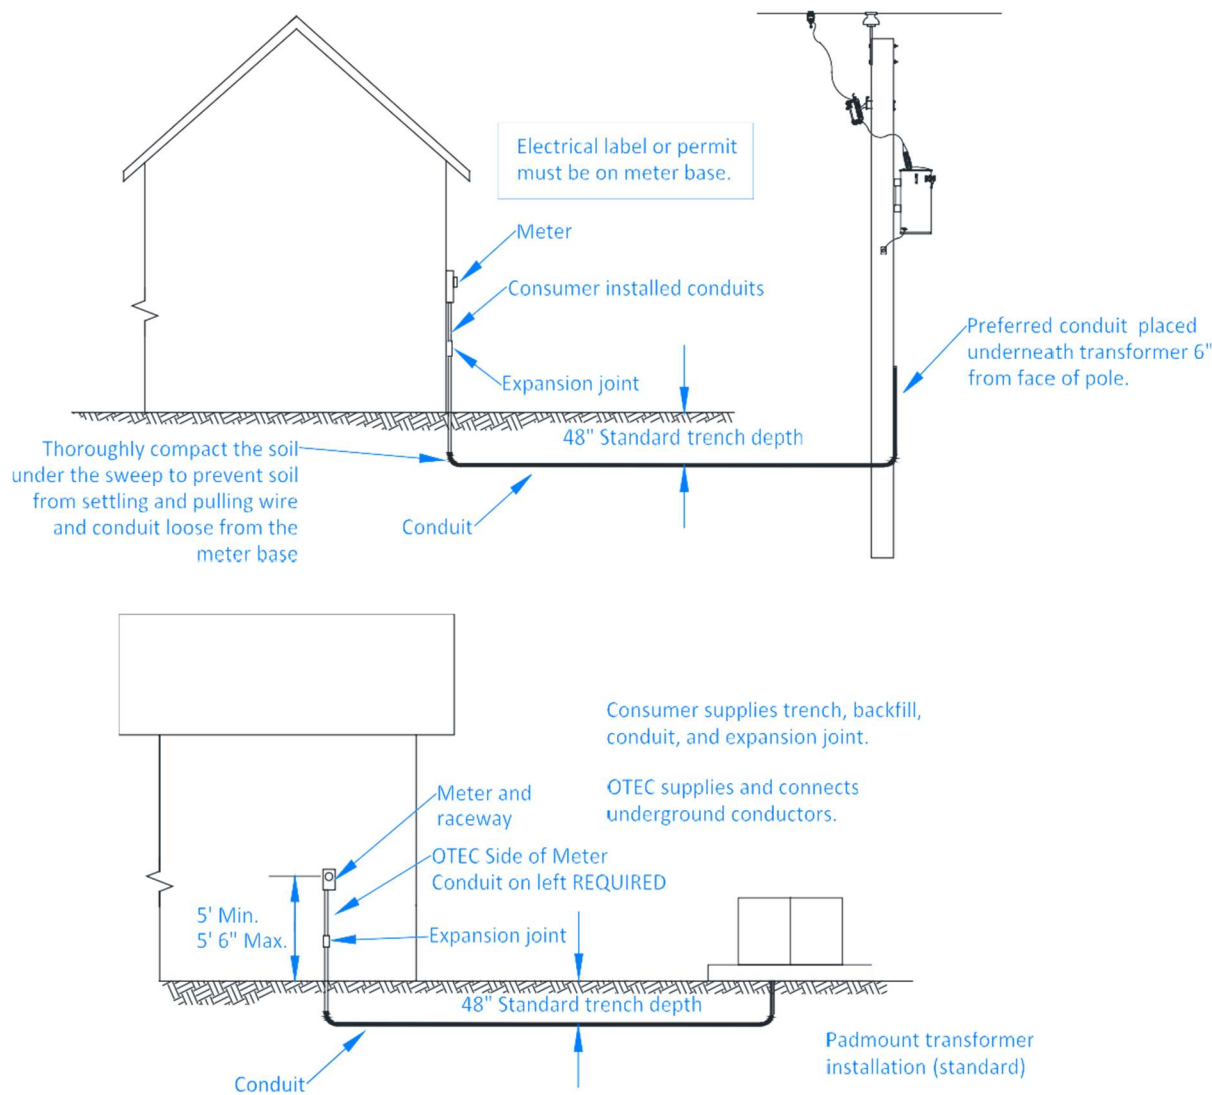 Electrical label or permit
must be on meter base.
Meter
Consumer installed conduits
Preferred conduit placed
underneath transformer 6"
from face of pole.
Expansion joint
48" Standard trench depth
Thoroughly compact the soil
under the sweep to prevent soil
from settling and pulling wire
and conduit loose from the
meter base
Conduit
Consumer supplies trench, backfill,
conduit, and expansion joint.
OTEC supplies and connects
underground conductors.
Meter and
raceway
OTEC Side of Meter
Conduit on left REQUIRED
5' Min.
5' 6" Max.
Expansion joint
48" Standard trench depth
Padmount transformer
installation (standard)
Conduit